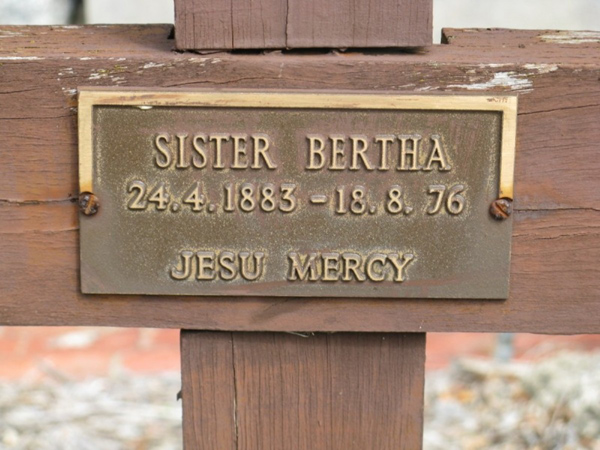 SISTER BERTHA
24.4.1883 - 18.8.76
JESU MERCY